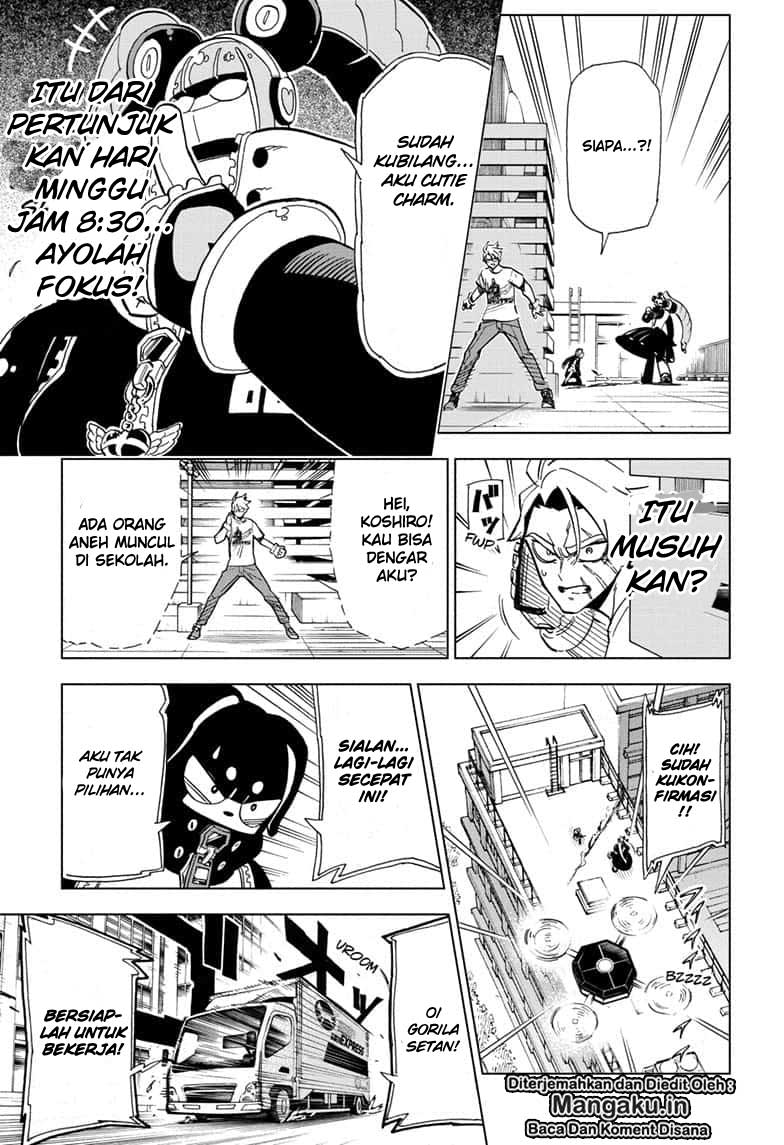 SIAPA...?!
SUDAH
KUBILANG...
AKU CUTIE
CHARM.
ITU DARI
PERTUNJUK
KAN HARI
MINGGU
JAM 8:30...
AYOLAH
FOKUS!
ITU
MUSUH
KAN?
バッ
FWP
HEI,
KOSHIRO!
KAU BISA
DENGAR
AKU?
ADA ORANG
ANEH MUNCUL
DI SEKOLAH.
CIH!
SUDAH
KUKON-
FIRMASI
!!
BZZZZ
SIALAN...
LAGI-LAGI
SECEPAT
INI!
AKU TAK
PUNYA
PILIHAN...
OI
GORILA
SETAN!
VROOM
EXPRESS
BERSIAP-
LAH UNTUK
BEKERJA!
Diterjemahkan dan Diedit Oleh :
Mangaku.in
Baca Dan Koment Disana